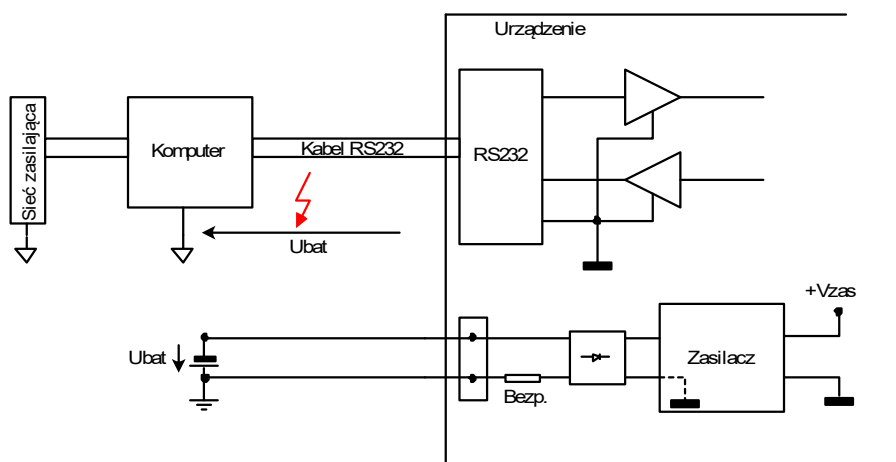 Urządzenie
Sieć zasilająca
Komputer
Kabel RS232
RS232
Ubat
+Vzas
Ubat
Zasilacz
Bezp.